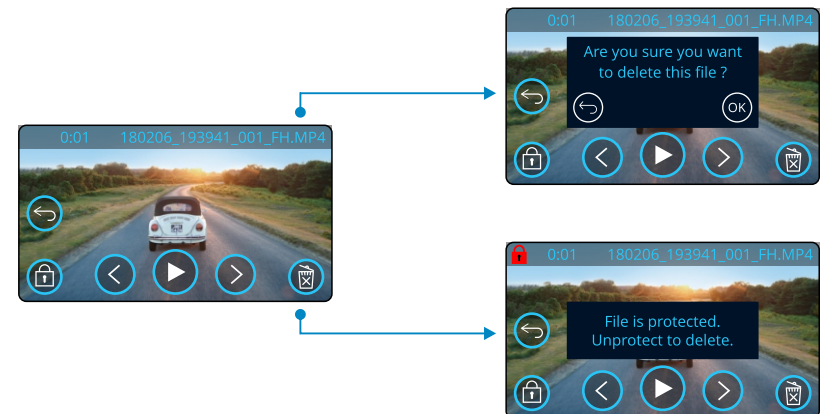 0:01 180206_193941_001_FH.MP4
0:01 180206_193941_001_FH.MP4
Are you sure you want
to delete this file ?
OK
0:01 180206_193941_001_FH.MP4
File is protected.
Unprotect to delete.